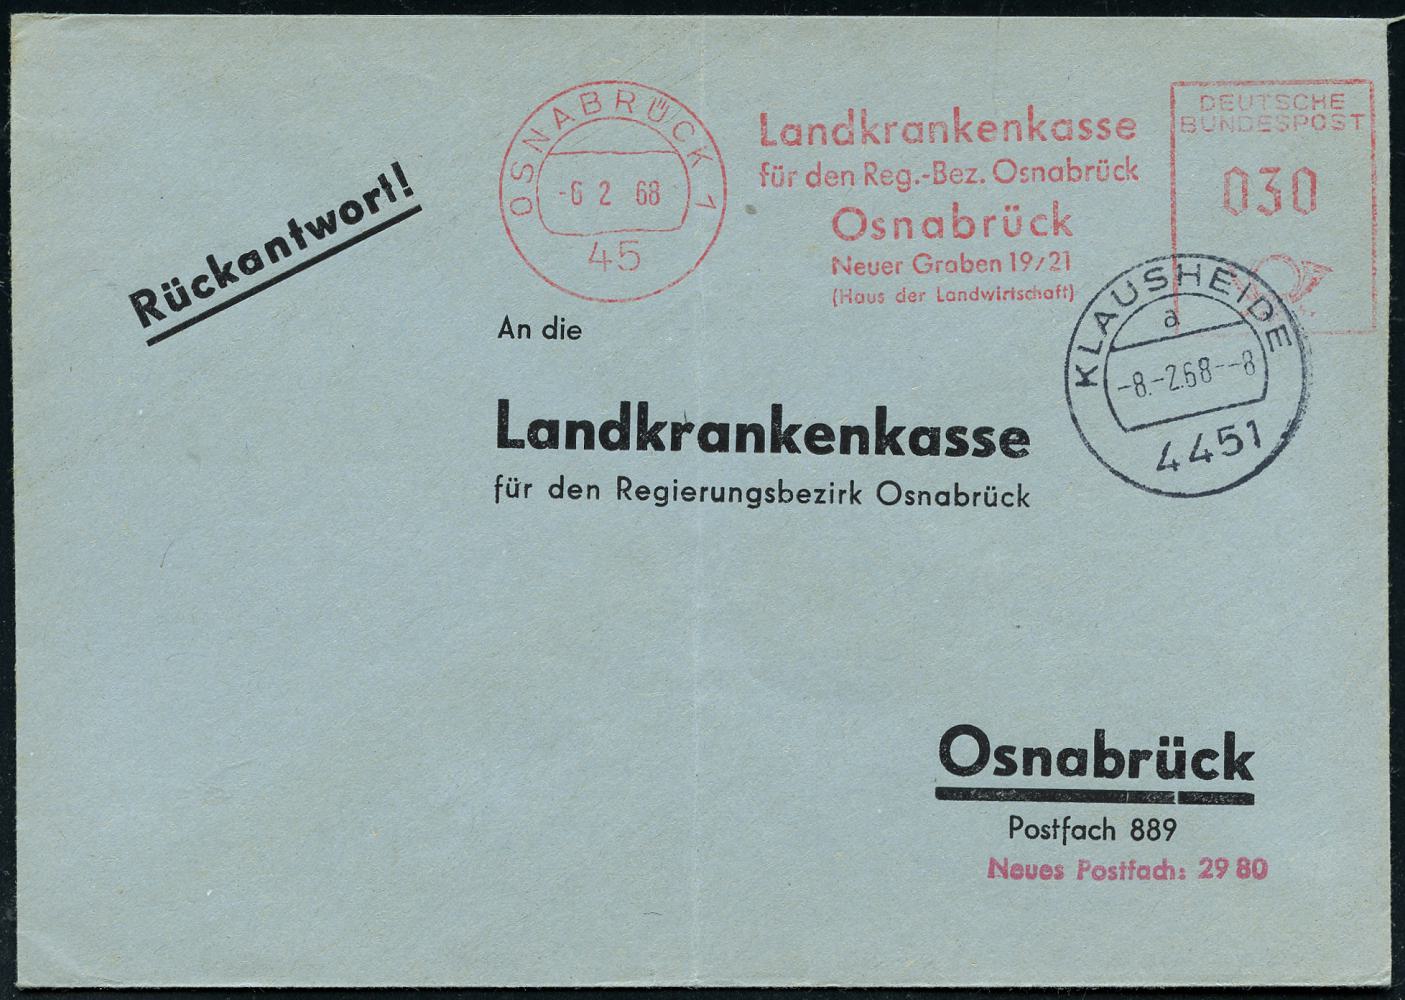 Rückantwort!
OSNABRÜCK 1
-6 2 68
45
Landkrankenkasse
für den Reg.-Bez. Osnabrück
Osnabrück
Neuer Graben 19/21
(Haus der Landwirtschaft)
DEUTSCHE
BUNDESPOST
030
KLAUSHEIDE
a
-8.-2.68--8
4451
An die
Landkrankenkasse
für den Regierungsbezirk Osnabrück
Osnabrück
Postfach 889
Neues Postfach: 29 80